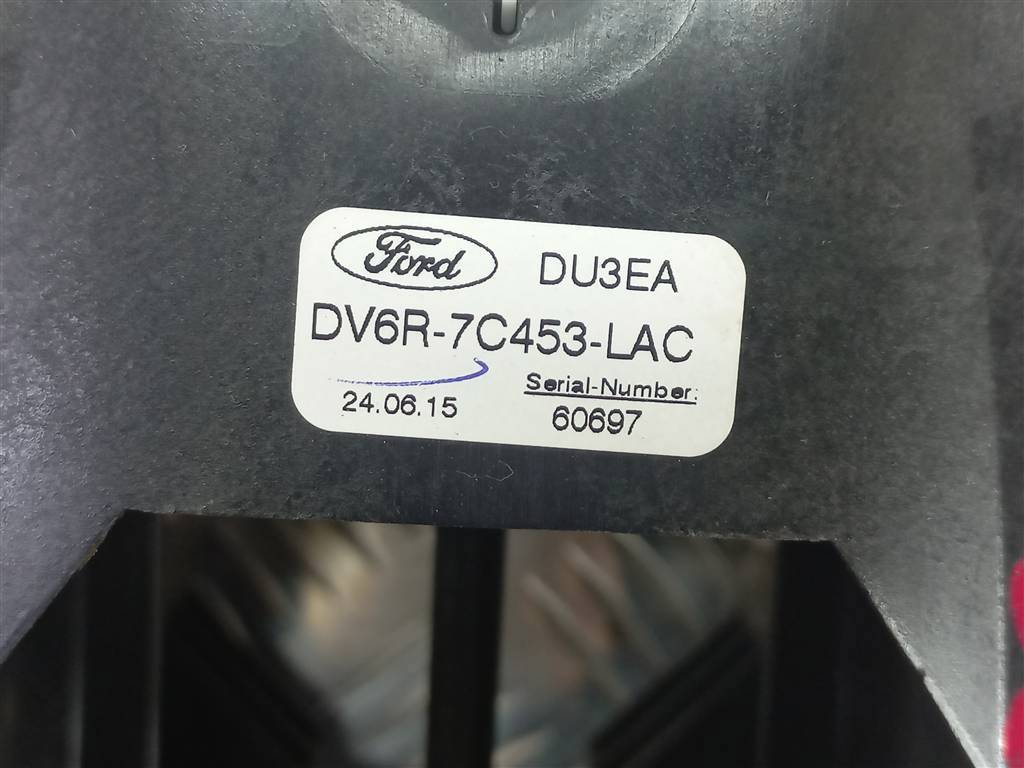 Ford DU3EA
DV6R-7C453-LAC
24.06.15 Serial-Number:
60697